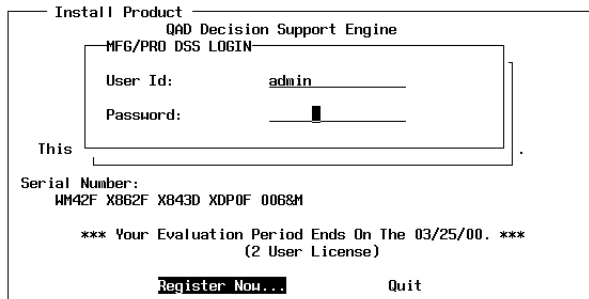 Install Product
QAD Decision Support Engine
MFG/PRO DSS LOGIN
User Id: admin
Password:
This .
Serial Number:
WM42F X862F X843D XDP0F 006&M
*** Your Evaluation Period Ends On The 03/25/00. ***
(2 User License)
Register Now... Quit